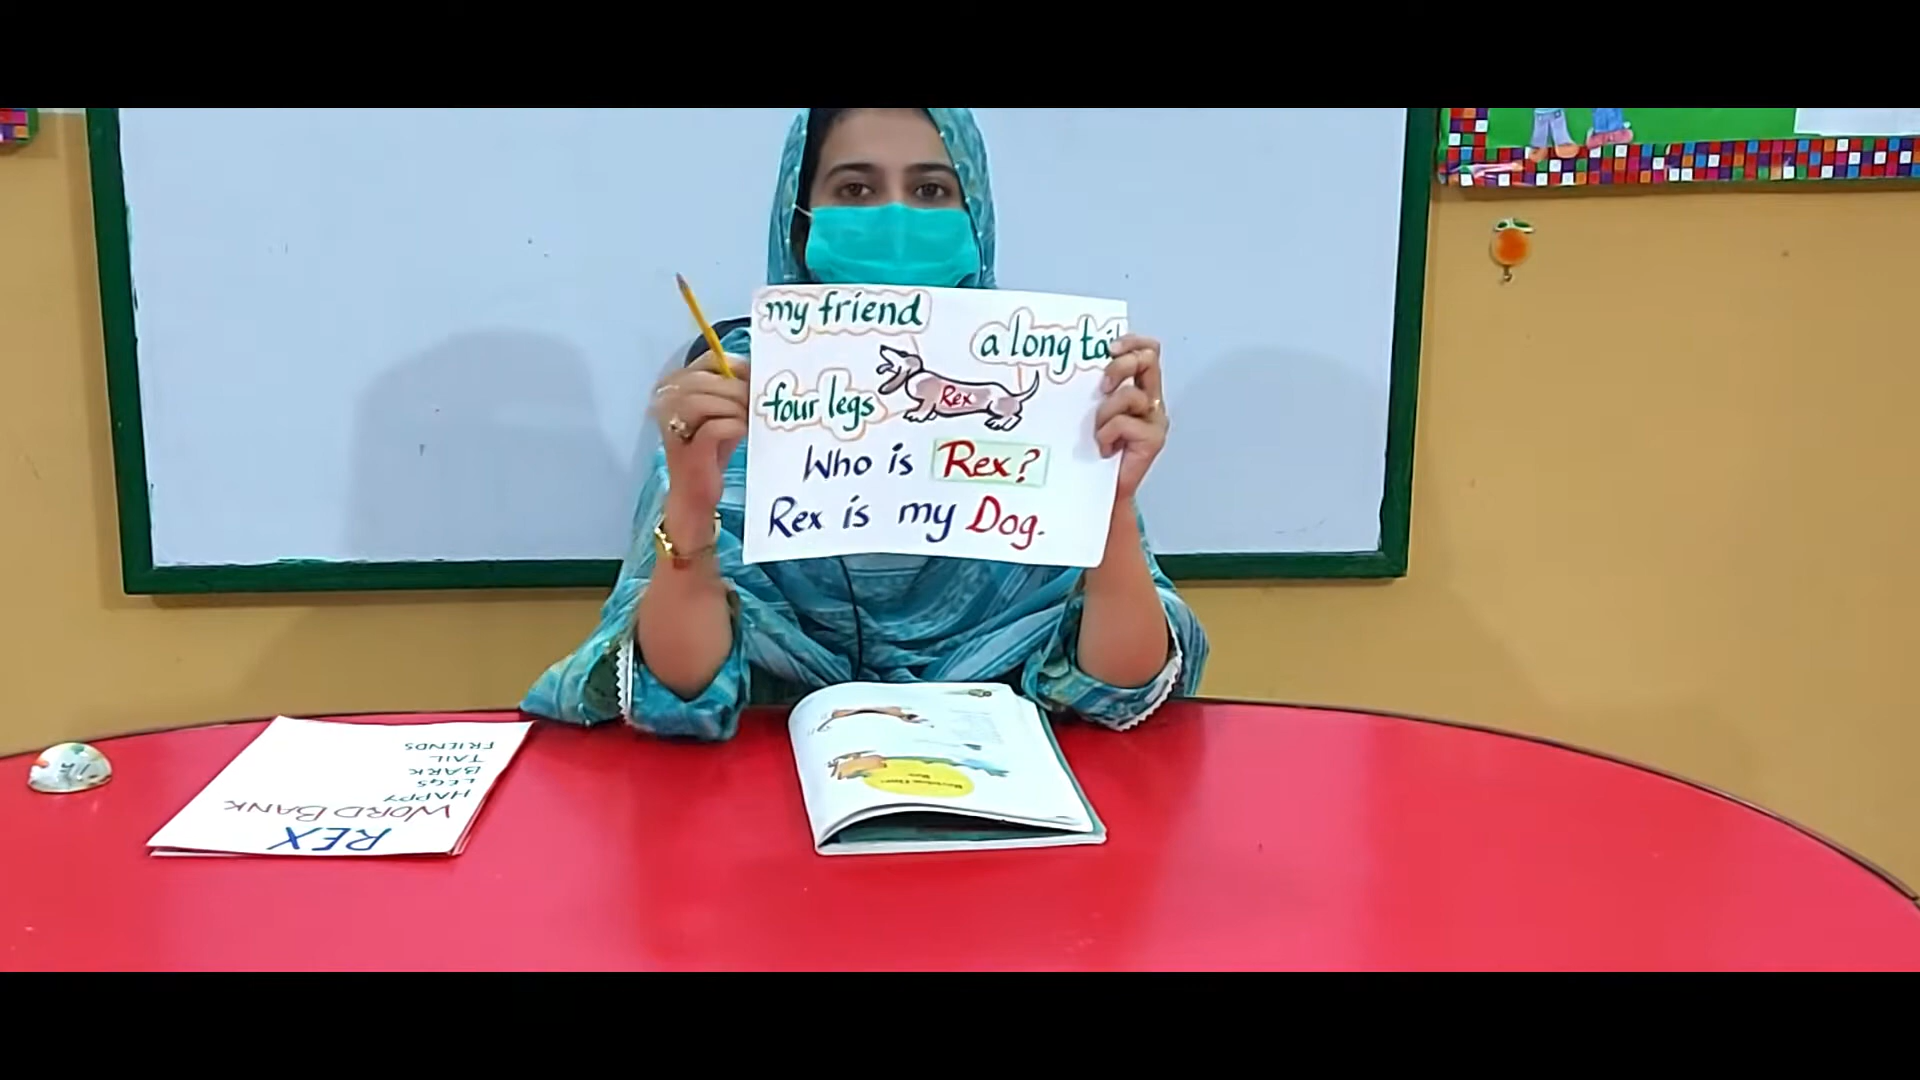 my friend
a long tail
four legs
Rex
Who is Rex?
Rex is my Dog.
REX
WORD BANK
HAPPY
LEGS
BARK
TAIL
FRIENDS